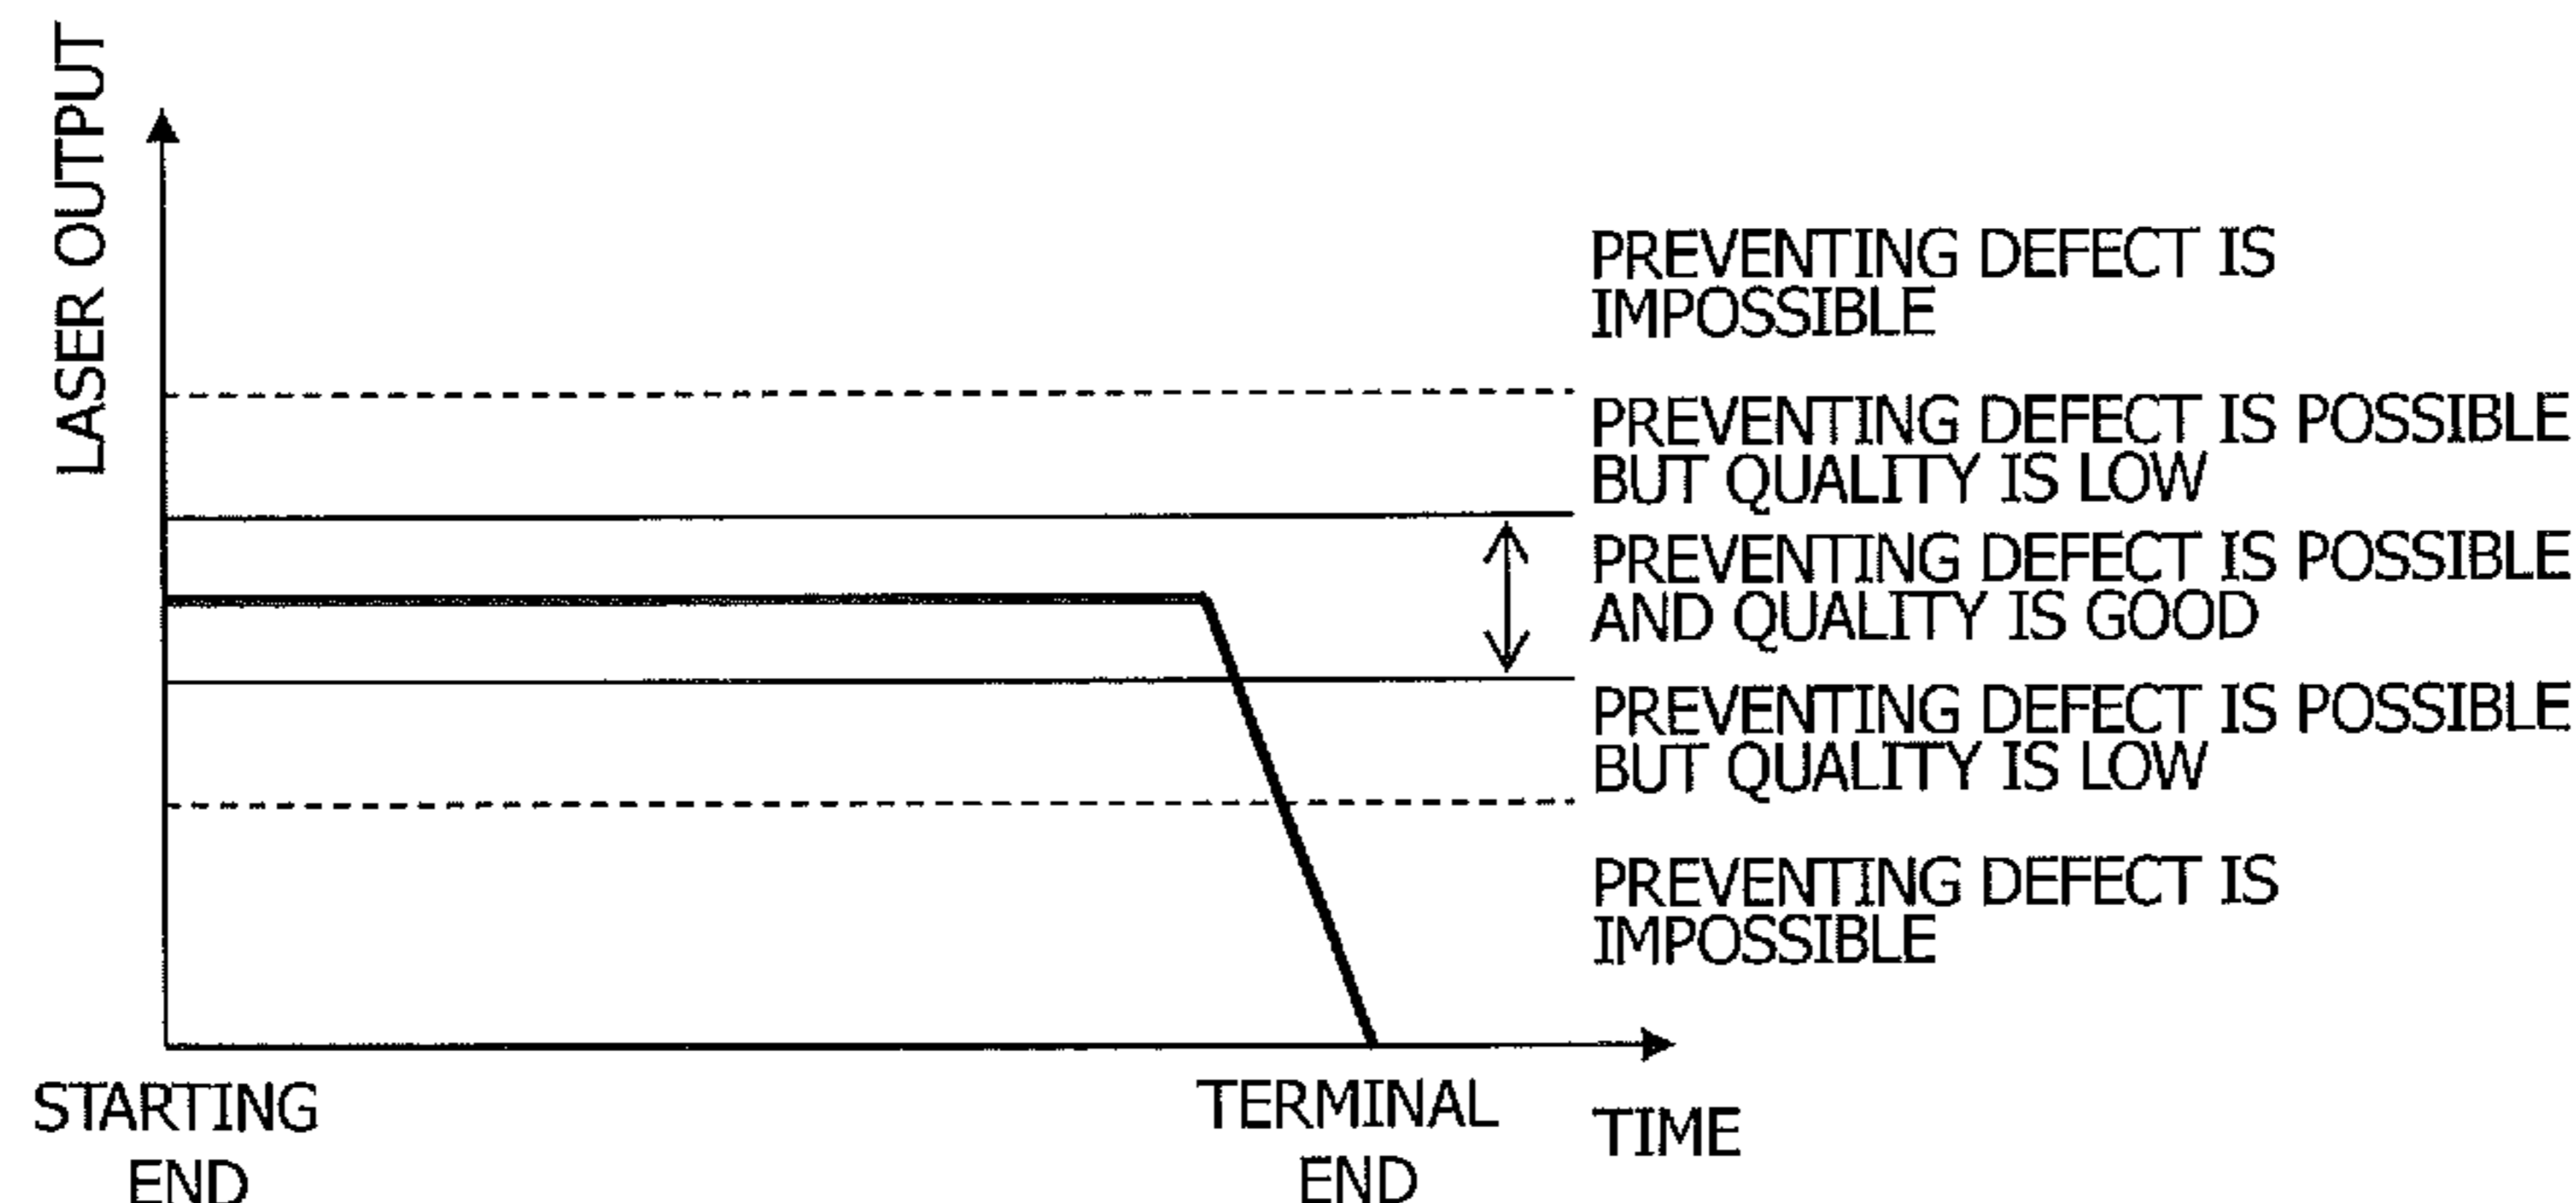 LASER OUTPUT
PREVENTING DEFECT IS
IMPOSSIBLE
PREVENTING DEFECT IS POSSIBLE
BUT QUALITY IS LOW
PREVENTING DEFECT IS POSSIBLE
AND QUALITY IS GOOD
PREVENTING DEFECT IS POSSIBLE
BUT QUALITY IS LOW
PREVENTING DEFECT IS
IMPOSSIBLE
STARTING
END
TERMINAL
END
TIME